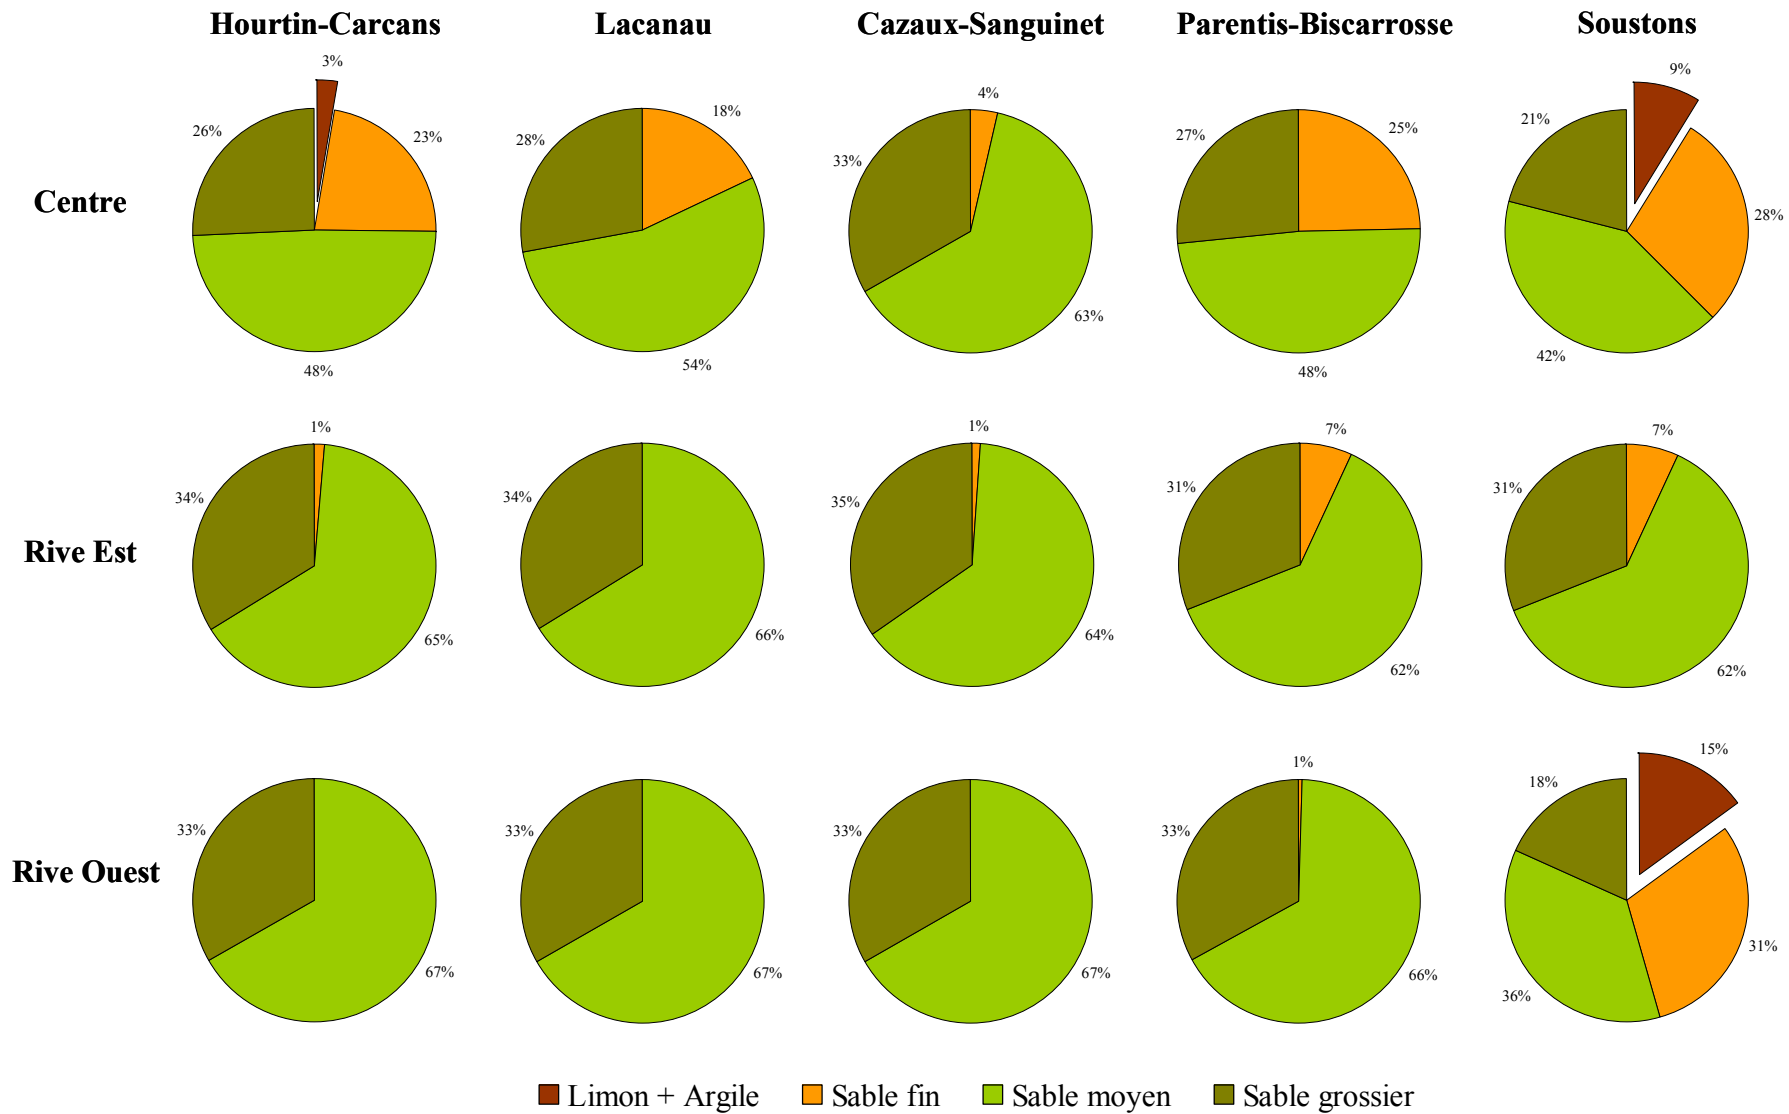 Hourtin-Carcans Lacanau Cazaux-Sanguinet Parentis-Biscarrosse Soustons
Centre
3% 23% 48% 26%
18% 54% 28%
4% 63% 33%
25% 48% 27%
9% 28% 42% 21%
Rive Est
1% 65% 34%
66% 34%
1% 64% 35%
7% 62% 31%
7% 62% 31%
Rive Ouest
67% 33%
67% 33%
67% 33%
1% 66% 33%
15% 31% 36% 18%
Limon + Argile Sable fin Sable moyen Sable grossier